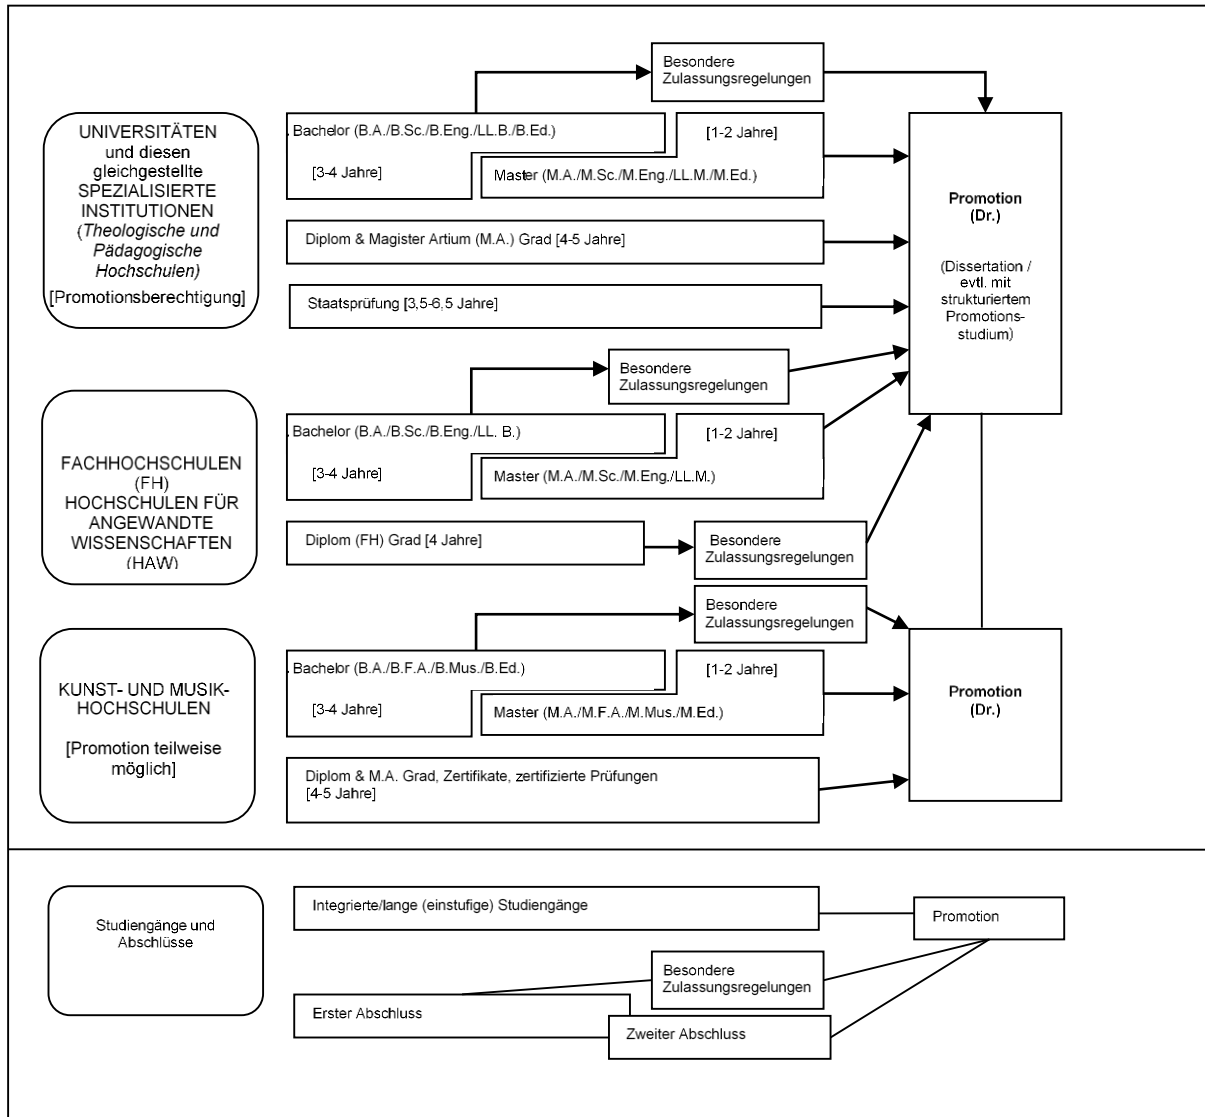 Besondere
Zulassungsregelungen
UNIVERSITÄTEN
und diesen
gleichgestellte
SPEZIALISIERTE
INSTITUTIONEN
(Theologische und
Pädagogische
Hochschulen)
[Promotionsberechtigung]
. Bachelor (B.A./B.Sc./B.Eng./LL.B./B.Ed.)
[3-4 Jahre]
[1-2 Jahre]
Master (M.A./M.Sc./M.Eng./LL.M./M.Ed.)
Diplom & Magister Artium (M.A.) Grad [4-5 Jahre]
Staatsprüfung [3,5-6,5 Jahre]
Promotion
(Dr.)
(Dissertation /
evtl. mit
strukturiertem
Promotions-
studium)
Besondere
Zulassungsregelungen
FACHHOCHSCHULEN
(FH)
HOCHSCHULEN FÜR
ANGEWANDTE
WISSENSCHAFTEN
(HAW)
. Bachelor (B.A./B.Sc./B.Eng./LL. B.)
[3-4 Jahre]
[1-2 Jahre]
Master (M.A./M.Sc./M.Eng./LL.M.)
Diplom (FH) Grad [4 Jahre]
Besondere
Zulassungsregelungen
Besondere
Zulassungsregelungen
KUNST- UND MUSIK-
HOCHSCHULEN
[Promotion teilweise
möglich]
. Bachelor (B.A./B.F.A./B.Mus./B.Ed.)
[3-4 Jahre]
[1-2 Jahre]
Master (M.A./M.F.A./M.Mus./M.Ed.)
Diplom & M.A. Grad, Zertifikate, zertifizierte Prüfungen
[4-5 Jahre]
Promotion
(Dr.)
Studiengänge und
Abschlüsse
Integrierte/lange (einstufige) Studiengänge
Promotion
Besondere
Zulassungsregelungen
Erster Abschluss
Zweiter Abschluss